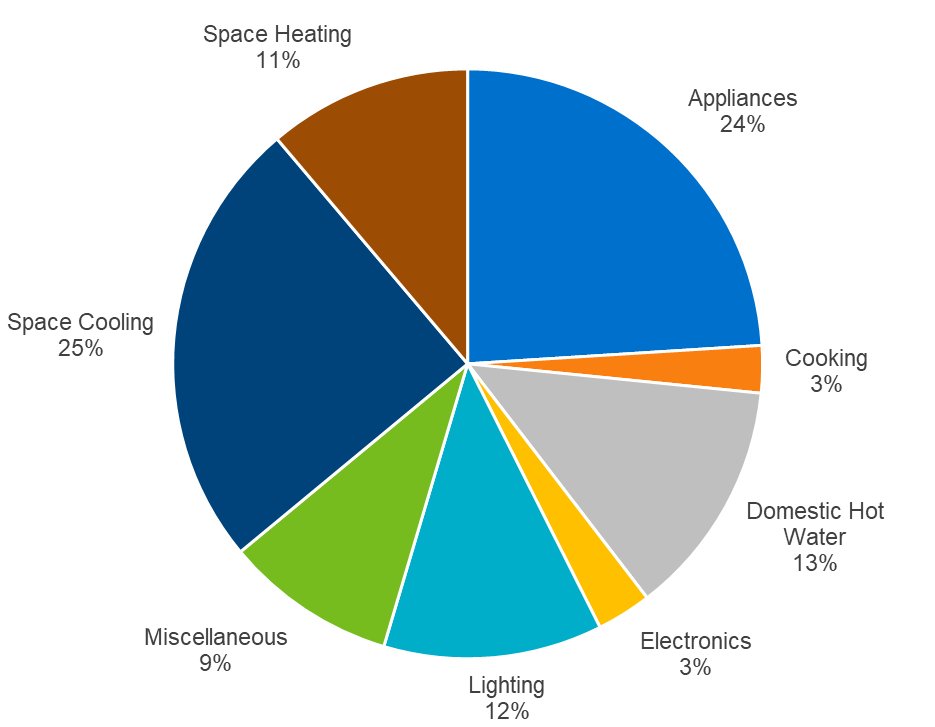 Space Heating
11%
Appliances
24%
Space Cooling
25%
Cooking
3%
Domestic Hot
Water
13%
Miscellaneous
9%
Electronics
3%
Lighting
12%